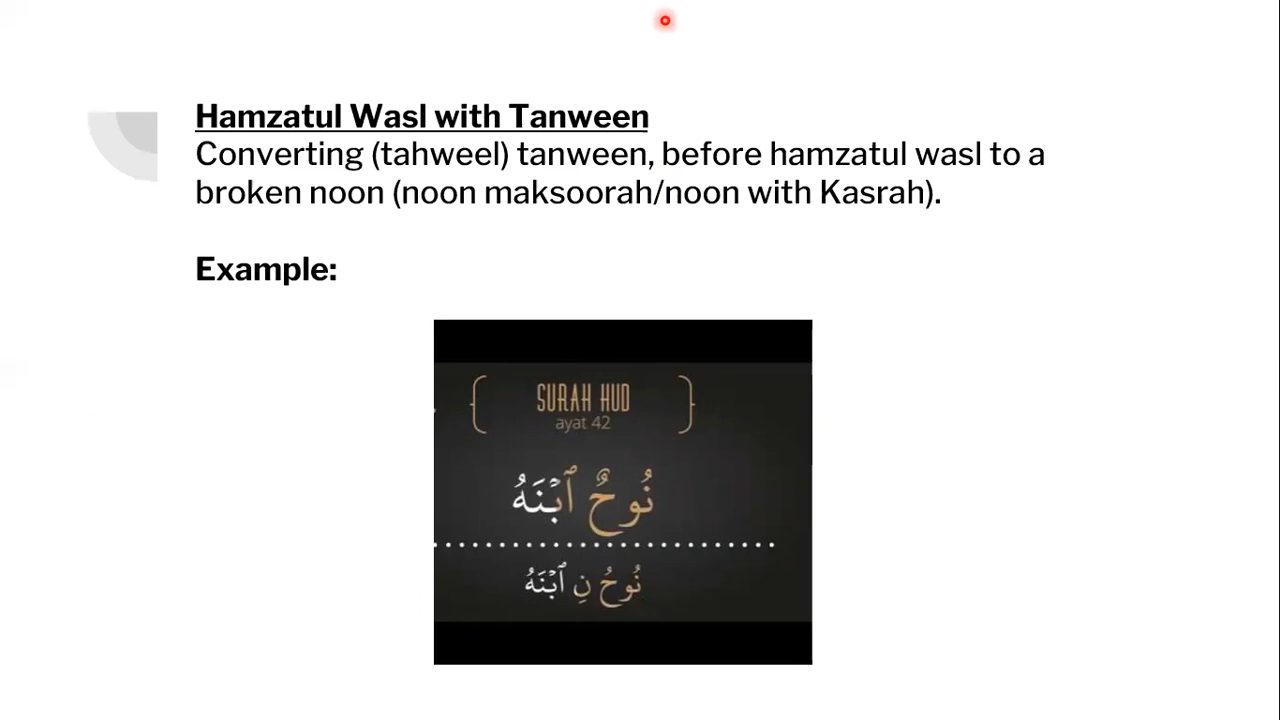 Hamzatul Wasl with Tanween
Converting (tahweel) tanween, before hamzatul wasl to a
broken noon (noon maksoorah/noon with Kasrah).
Example:
SURAH HUD
ayat 42
نُوحٌ ٱبْنَهُ
نُوحُ نِ ٱبْنَهُ